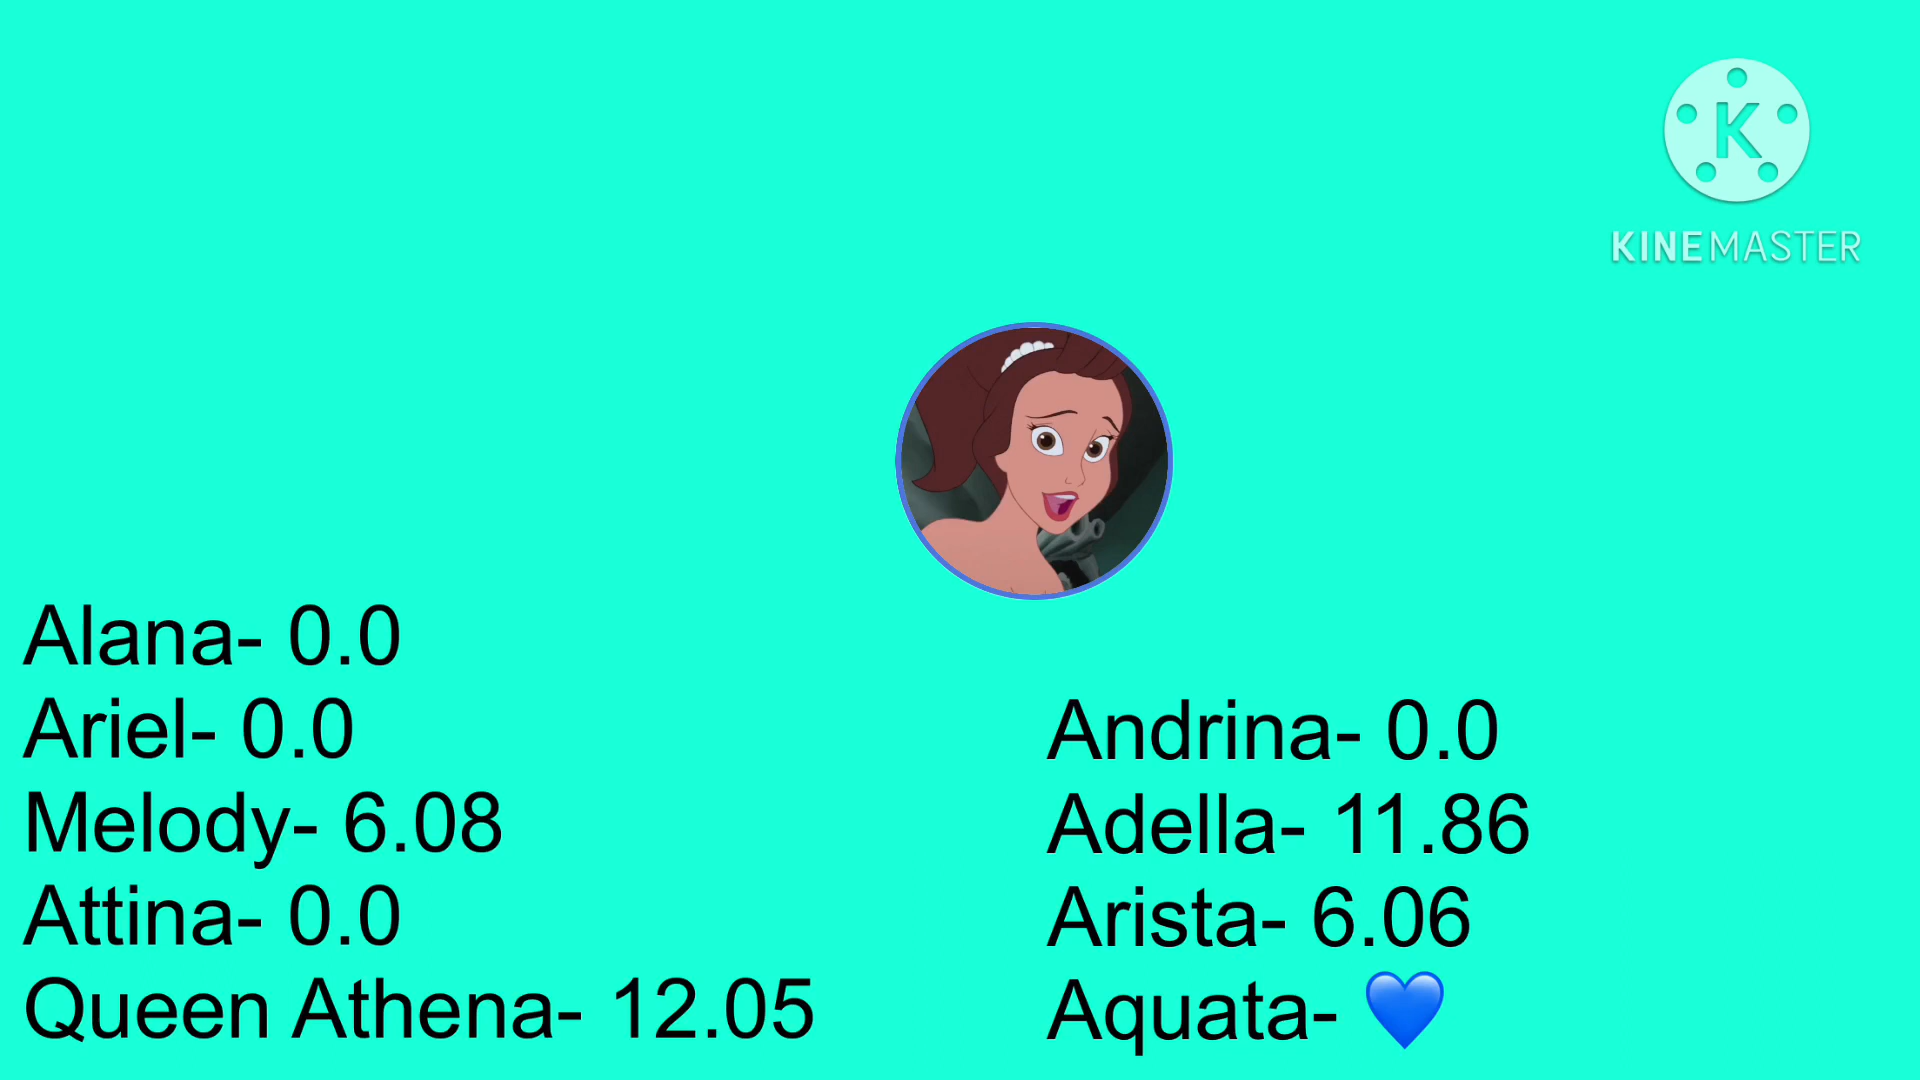 K
KINEMASTER
Alana- 0.0
Ariel- 0.0
Melody- 6.08
Attina- 0.0
Queen Athena- 12.05
Andrina- 0.0
Adella- 11.86
Arista- 6.06
Aquata- 💙